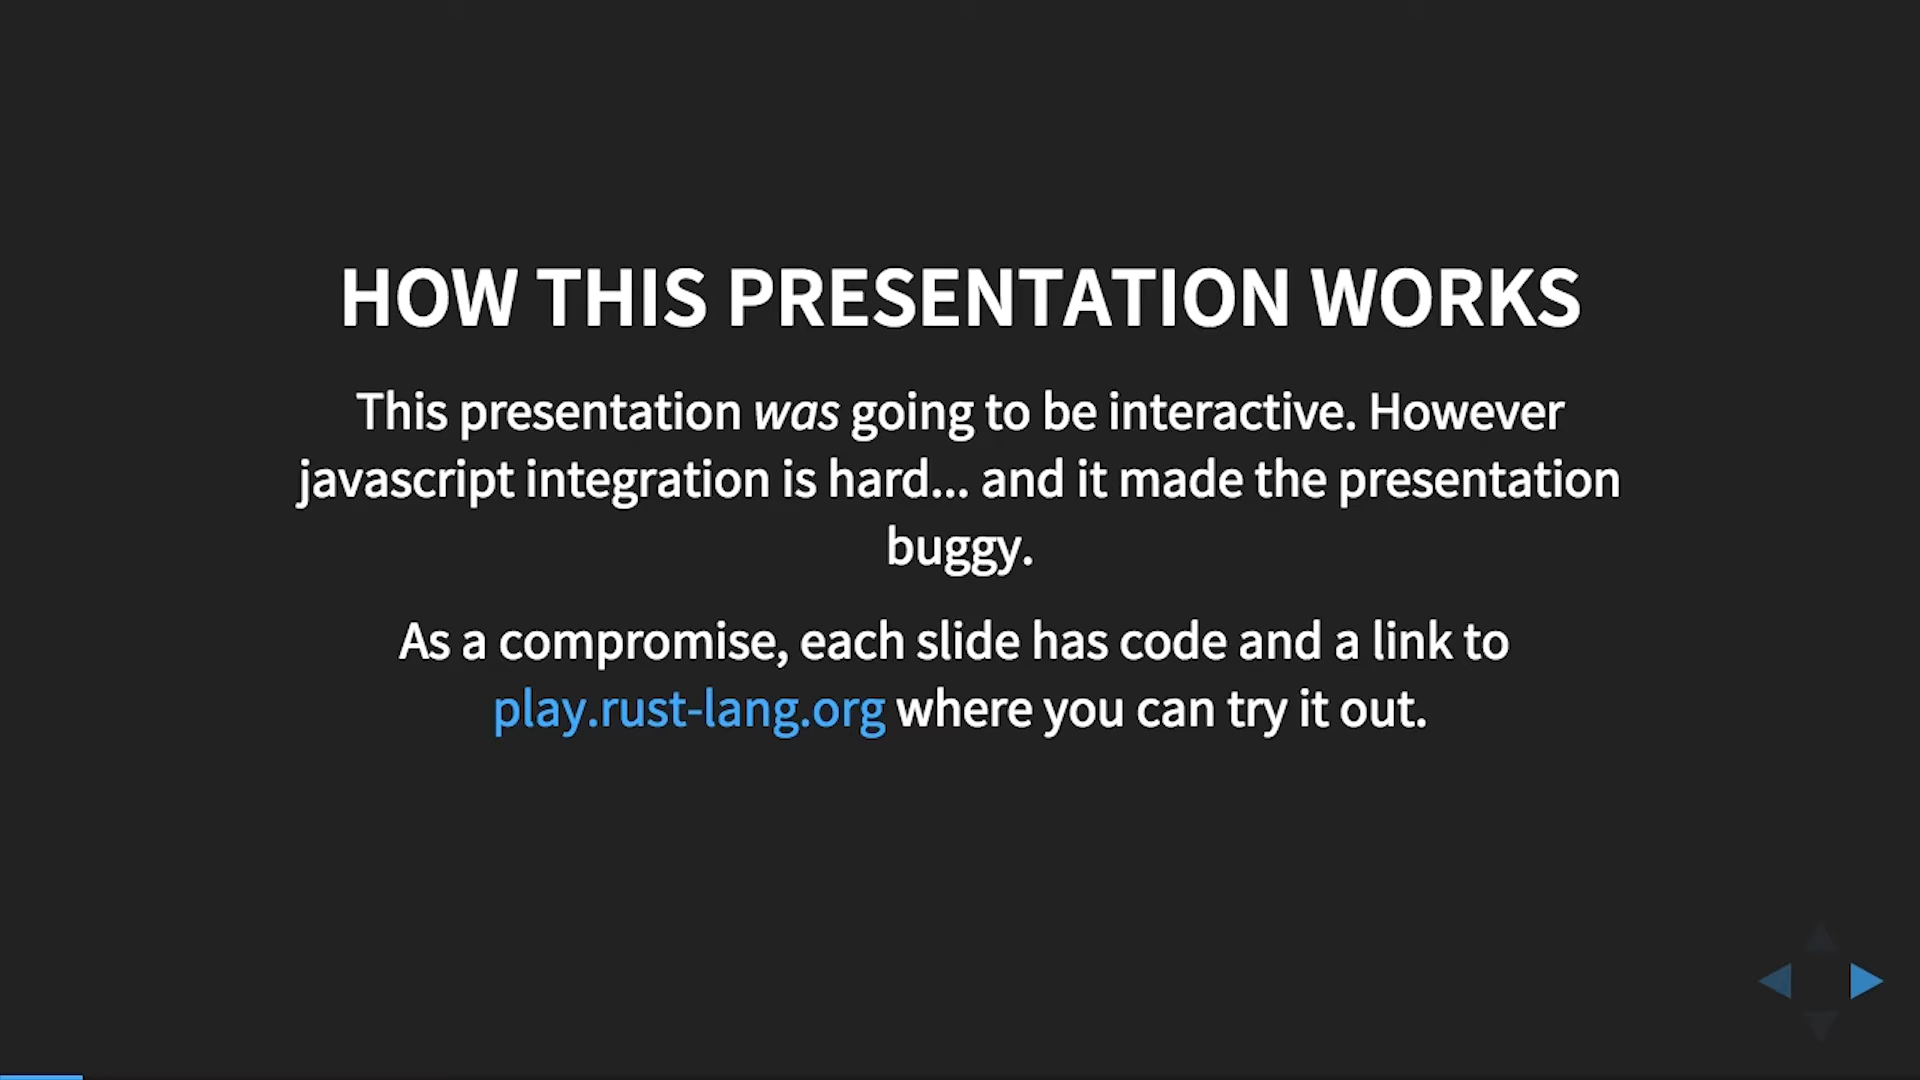 HOW THIS PRESENTATION WORKS
This presentation was going to be interactive. However
javascript integration is hard... and it made the presentation
buggy.
As a compromise, each slide has code and a link to
play.rust-lang.org where you can try it out.